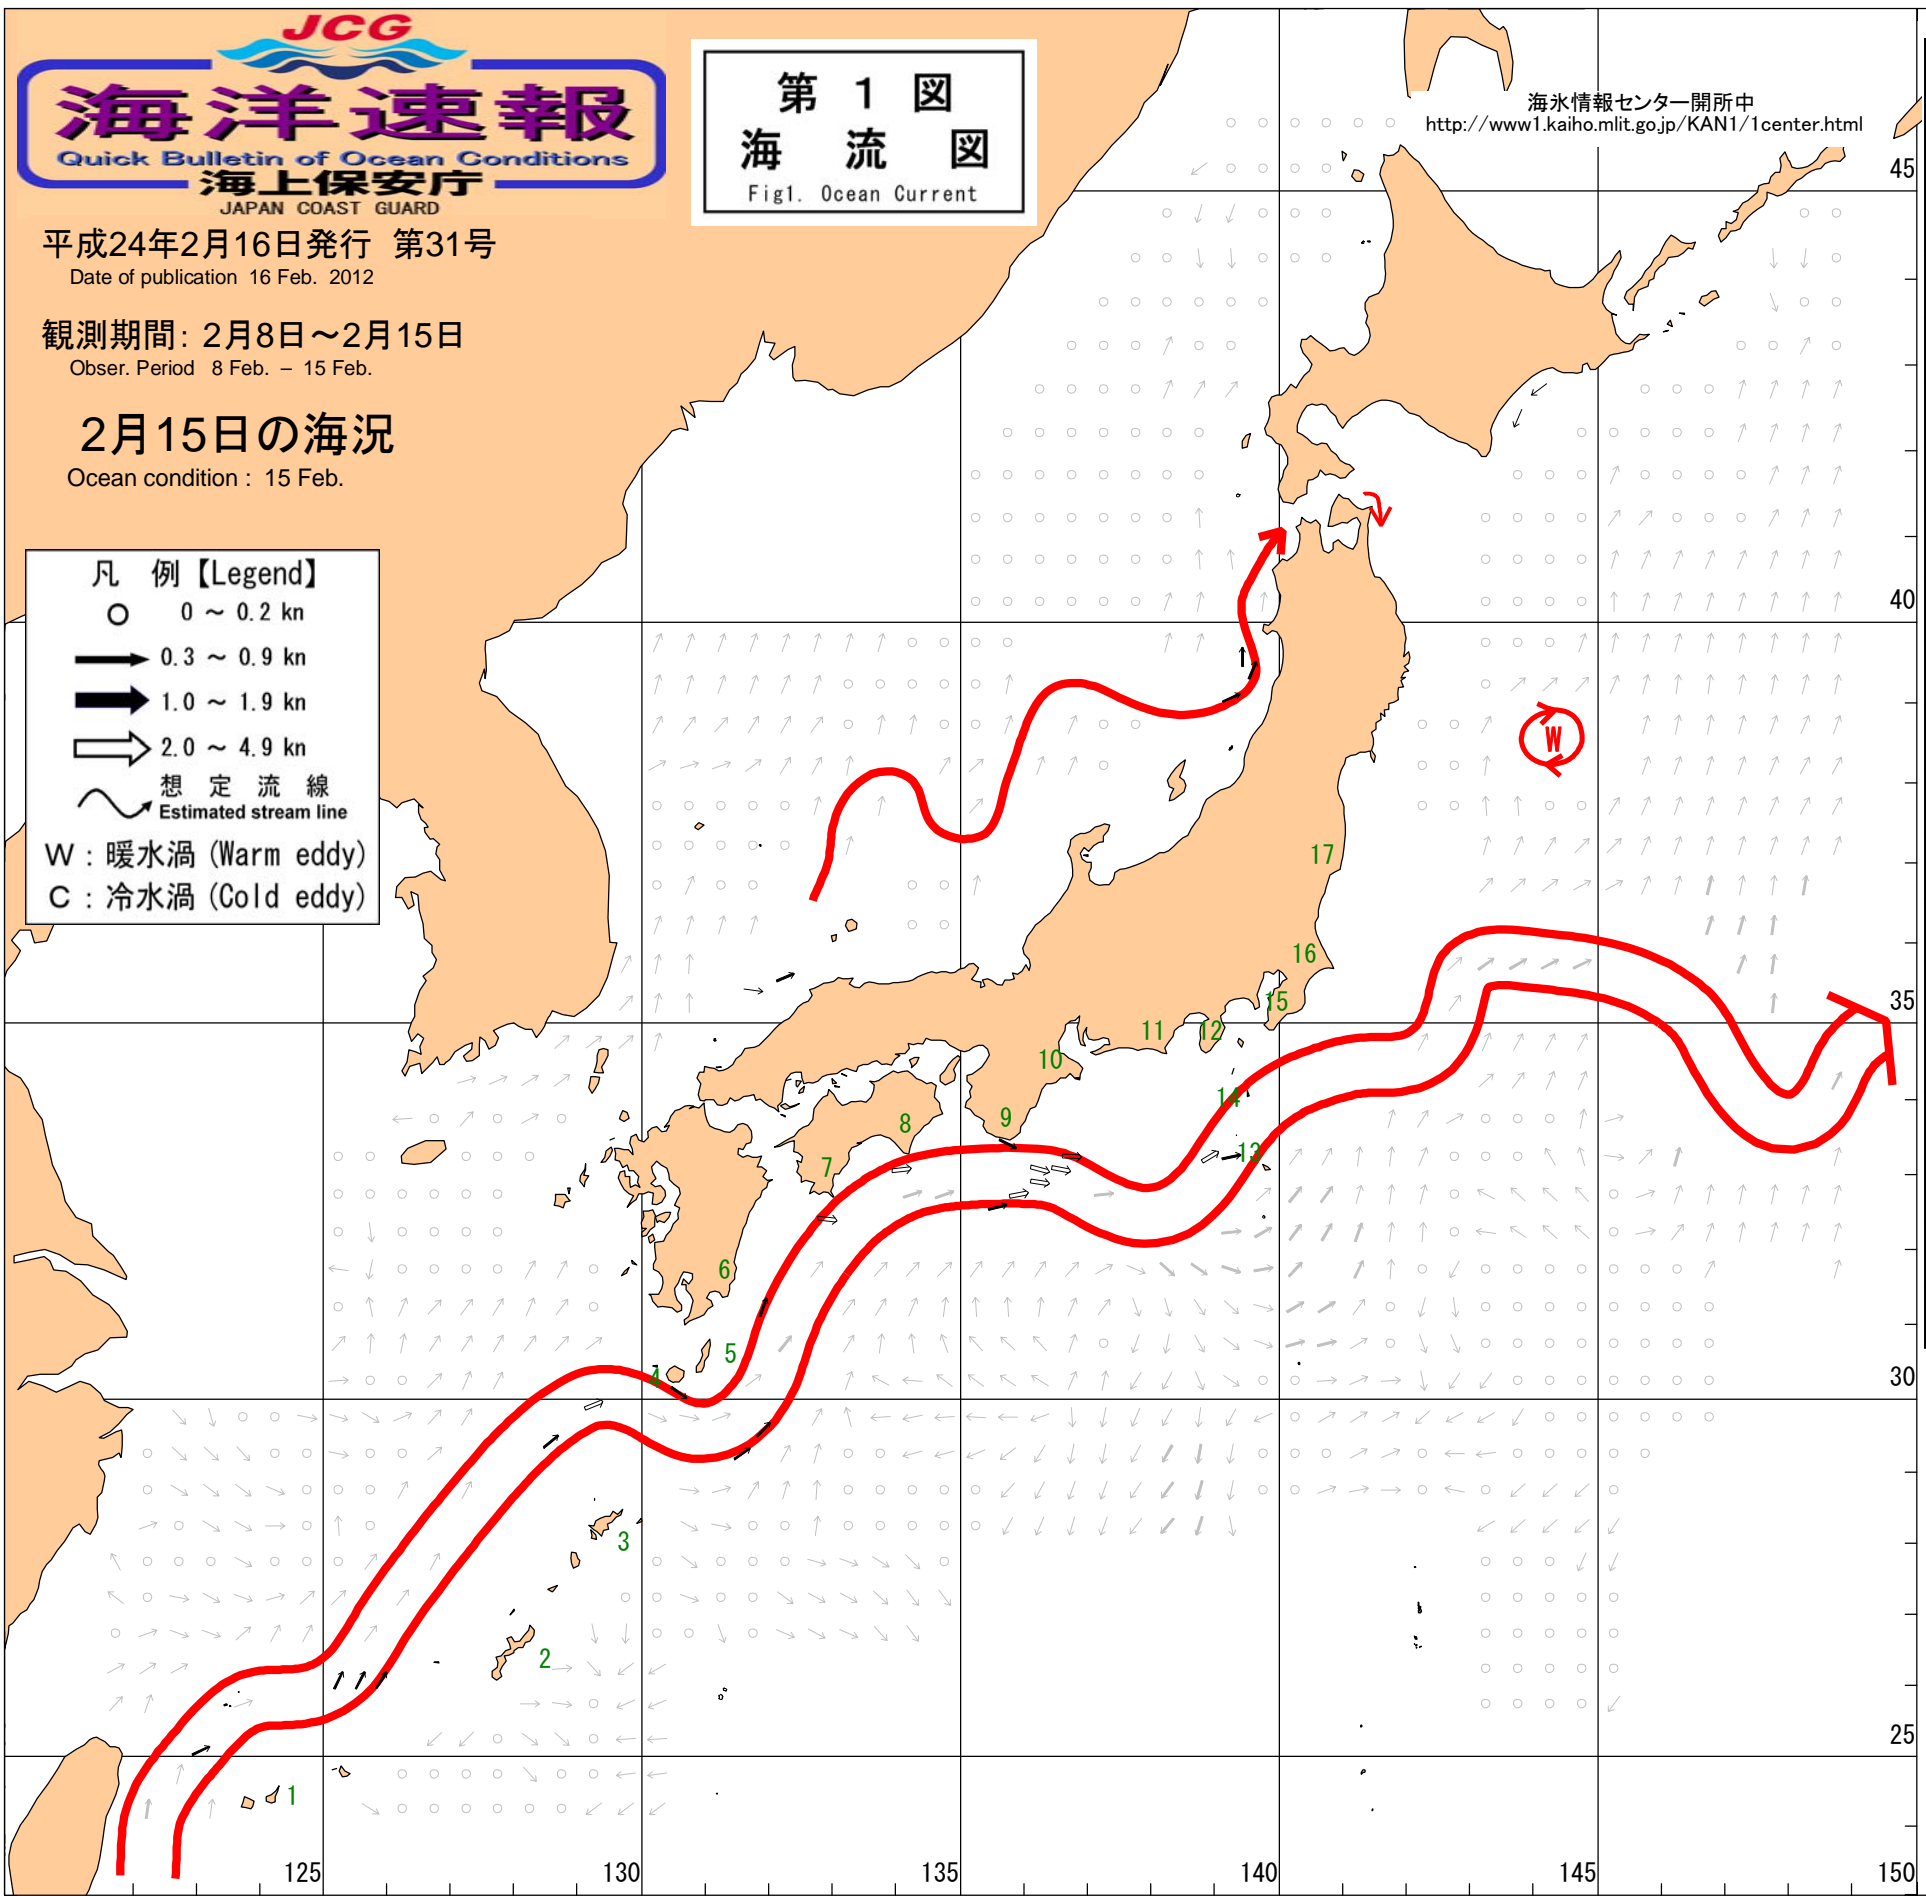 JCG
海洋速報
Quick Bulletin of Ocean Conditions
海上保安庁
JAPAN COAST GUARD
第 1 図
海 流 図
Fig1. Ocean Current
海氷情報センター開所中
http://www1.kaiho.mlit.go.jp/KAN1/1center.html
平成24年2月16日発行 第31号
Date of publication 16 Feb. 2012
観測期間: 2月8日～2月15日
Obser. Period 8 Feb. – 15 Feb.
2月15日の海況
Ocean condition : 15 Feb.
凡 例【Legend】
0 ～ 0.2 kn
0.3 ～ 0.9 kn
1.0 ～ 1.9 kn
2.0 ～ 4.9 kn
想 定 流 線
Estimated stream line
W : 暖水渦 (Warm eddy)
C : 冷水渦 (Cold eddy)
45
40
W
17
16
35
15
12
11
10
14
9
8
13
7
6
5
4
30
3
2
25
1
125
130
135
140
145
150